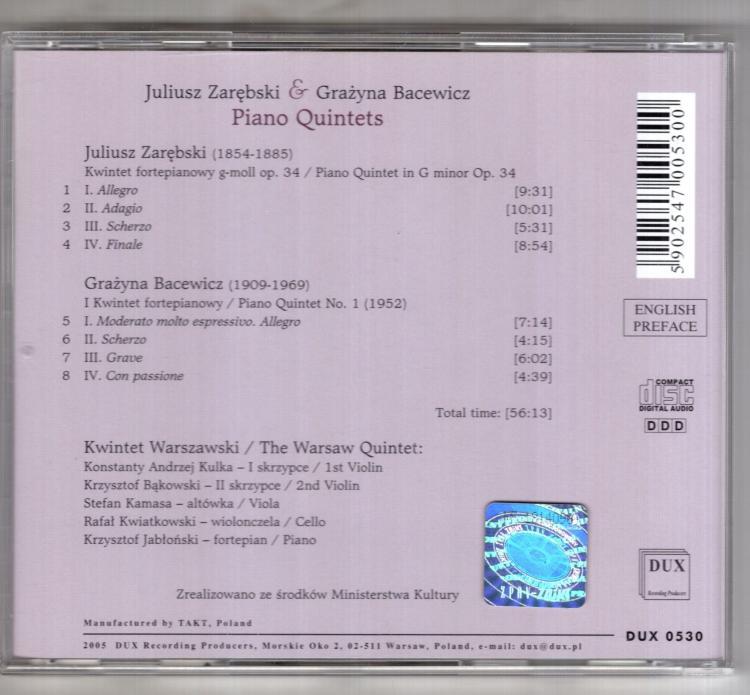 Juliusz Zarębski & Grażyna Bacewicz
Piano Quintets
Juliusz Zarębski (1854-1885)
Kwintet fortepianowy g-moll op. 34 / Piano Quintet in G minor Op. 34
1 I. Allegro [9:31]
2 II. Adagio [10:01]
3 III. Scherzo [5:31]
4 IV. Finale [8:54]
Grażyna Bacewicz (1909-1969)
I Kwintet fortepianowy / Piano Quintet No. 1 (1952)
5 I. Moderato molto espressivo. Allegro [7:14]
6 II. Scherzo [4:15]
7 III. Grave [6:02]
8 IV. Con passione [4:39]
Total time: [56:13]
Kwintet Warszawski / The Warsaw Quintet:
Konstanty Andrzej Kulka – I skrzypce / 1st Violin
Krzysztof Bąkowski – II skrzypce / 2nd Violin
Stefan Kamasa – altówka / Viola
Rafał Kwiatkowski – wiolonczela / Cello
Krzysztof Jabłoński – fortepian / Piano
Zrealizowano ze środków Ministerstwa Kultury
Manufactured by TAKT, Poland
2005 DUX Recording Producers, Morskie Oko 2, 02-511 Warsaw, Poland, e-mail: dux@dux.pl
5 902547 005300
ENGLISH
PREFACE
COMPACT
disc
DIGITAL AUDIO
DDD
DUX
Recording Producers
DUX 0530